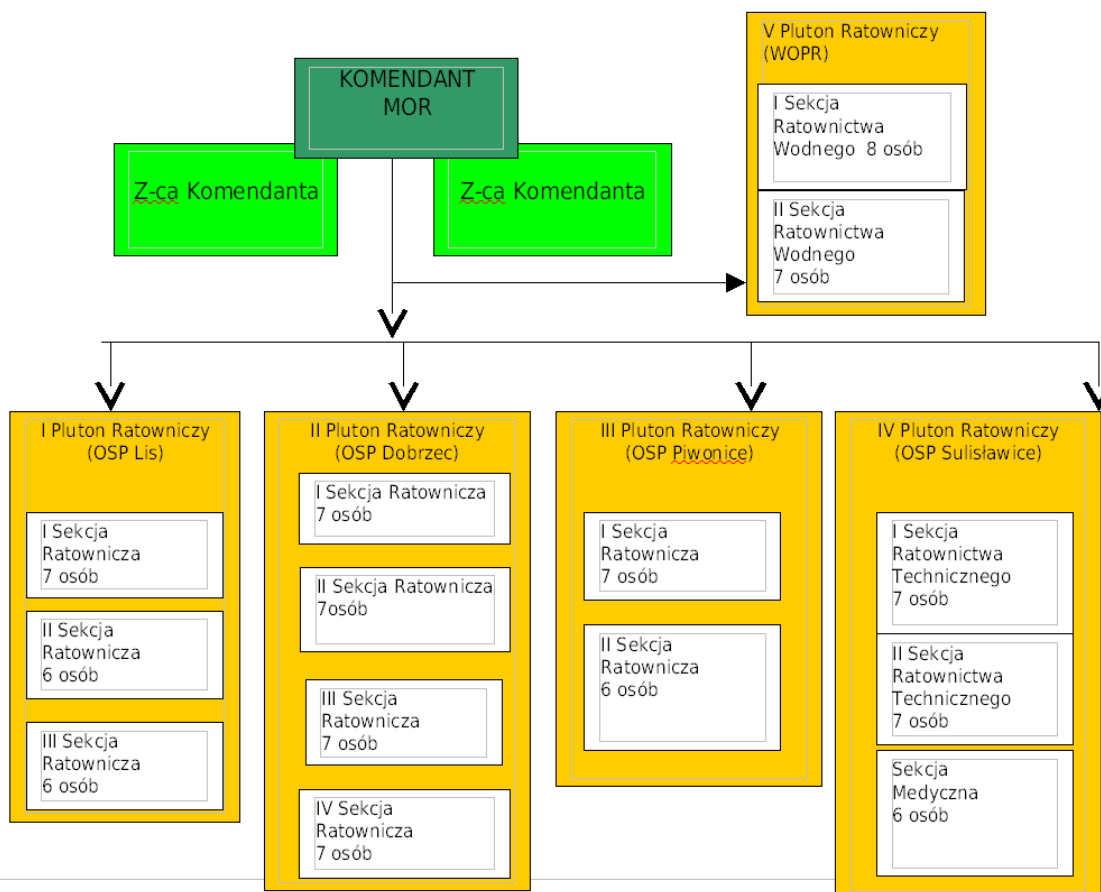 KOMENDANT
MOR
Z-ca Komendanta
Z-ca Komendanta
V Pluton Ratowniczy
(WOPR)
I Sekcja
Ratownictwa
Wodnego 8 osób
II Sekcja
Ratownictwa
Wodnego
7 osób
I Pluton Ratowniczy
(OSP Lis)
I Sekcja
Ratownicza
7 osób
II Sekcja
Ratownicza
6 osób
III Sekcja
Ratownicza
6 osób
II Pluton Ratowniczy
(OSP Dobrzec)
I Sekcja Ratownicza
7 osób
II Sekcja Ratownicza
7osób
III Sekcja
Ratownicza
7 osób
IV Sekcja
Ratownicza
7 osób
III Pluton Ratowniczy
(OSP Piwonice)
I Sekcja
Ratownicza
7 osób
II Sekcja
Ratownicza
6 osób
IV Pluton Ratowniczy
(OSP Sulisławice)
I Sekcja
Ratownictwa
Technicznego
7 osób
II Sekcja
Ratownictwa
Technicznego
7 osób
Sekcja
Medyczna
6 osób